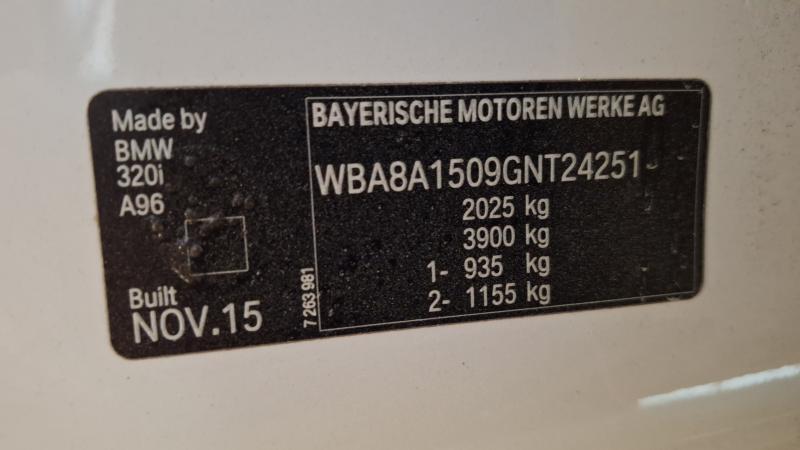 Made by
BMW
320i
A96
Built
NOV.15
7 263 981
BAYERISCHE MOTOREN WERKE AG
WBA8A1509GNT24251
2025 kg
3900 kg
1- 935 kg
2- 1155 kg